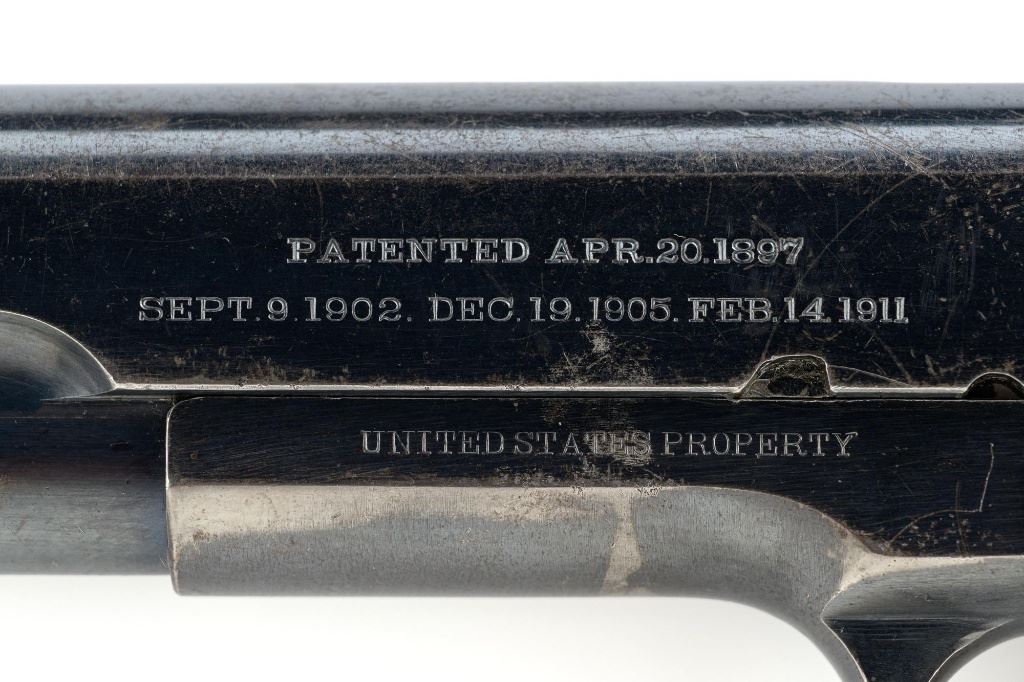 PATENTED APR.20.1897
SEPT.9.1902. DEC.19.1905. FEB.14.1911
UNITED STATES PROPERTY